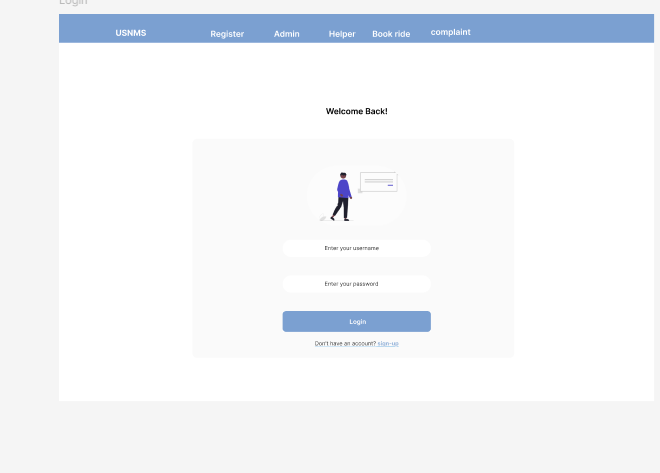 Login
USNMS Register Admin Helper Book ride complaint
Welcome Back!
Enter your username
Enter your password
Login
Don't have an account? sign-up